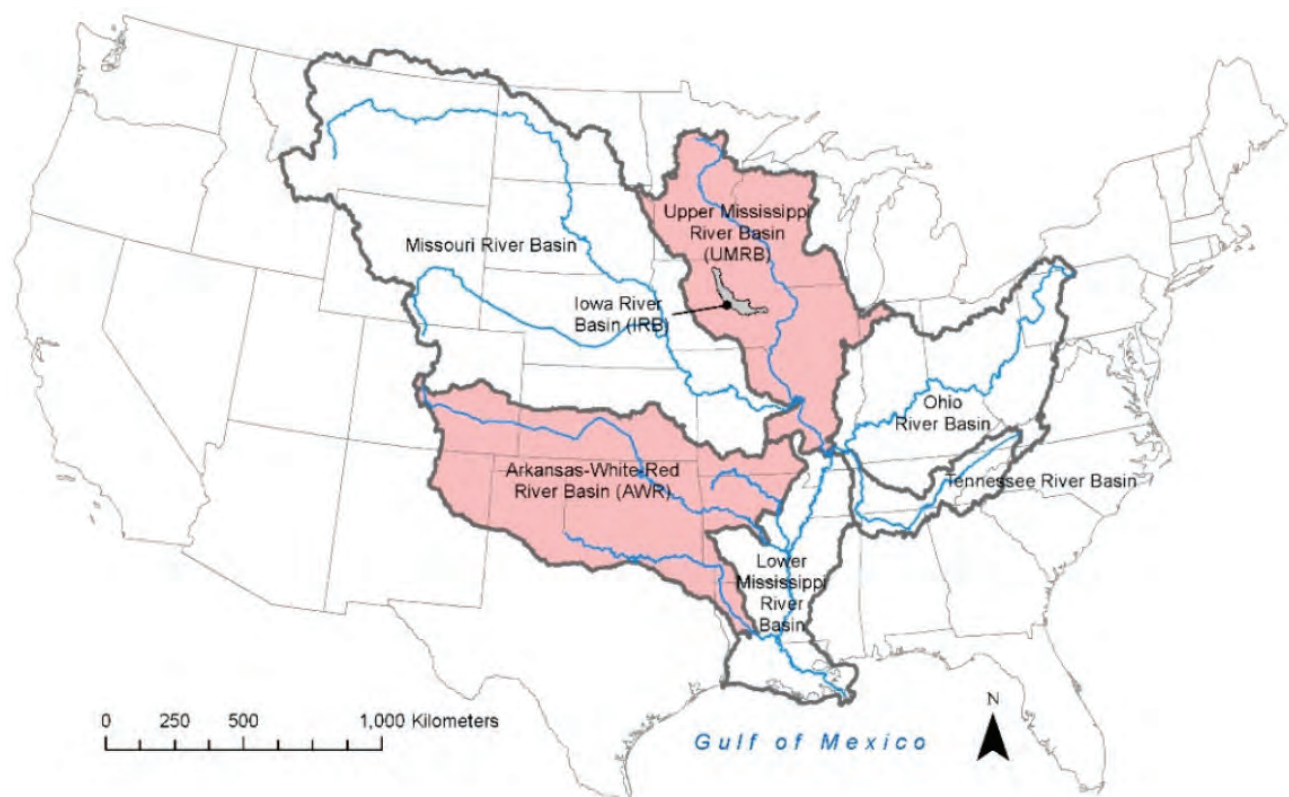 Upper Mississippi
River Basin
(UMRB)
Missouri River Basin
Iowa River
Basin (IRB)
Ohio
River Basin
Arkansas-White-Red
River Basin (AWR)
Tennessee River Basin
Lower
Mississippi
River
Basin
0 250 500 1,000 Kilometers
Gulf of Mexico
N